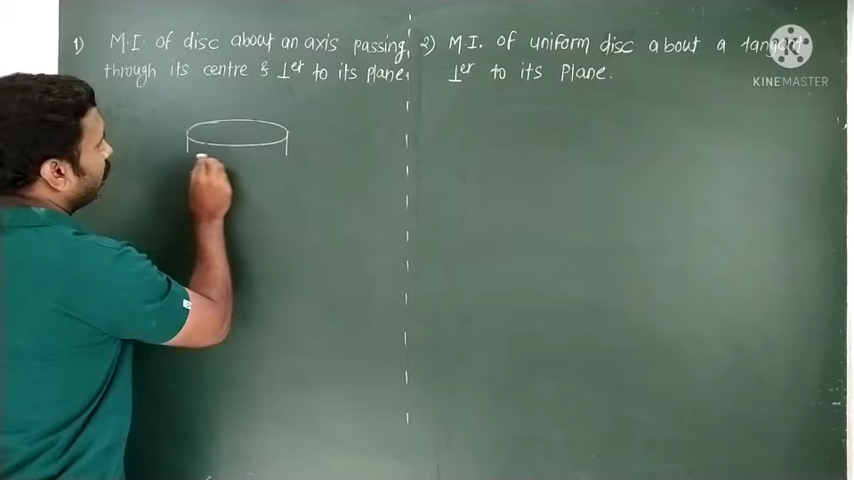 1) M.I. of disc about an axis passing
through its centre & ⊥er to its plane.
2) M.I. of uniform disc about a tangent
⊥er to its Plane.
K
KINEMASTER